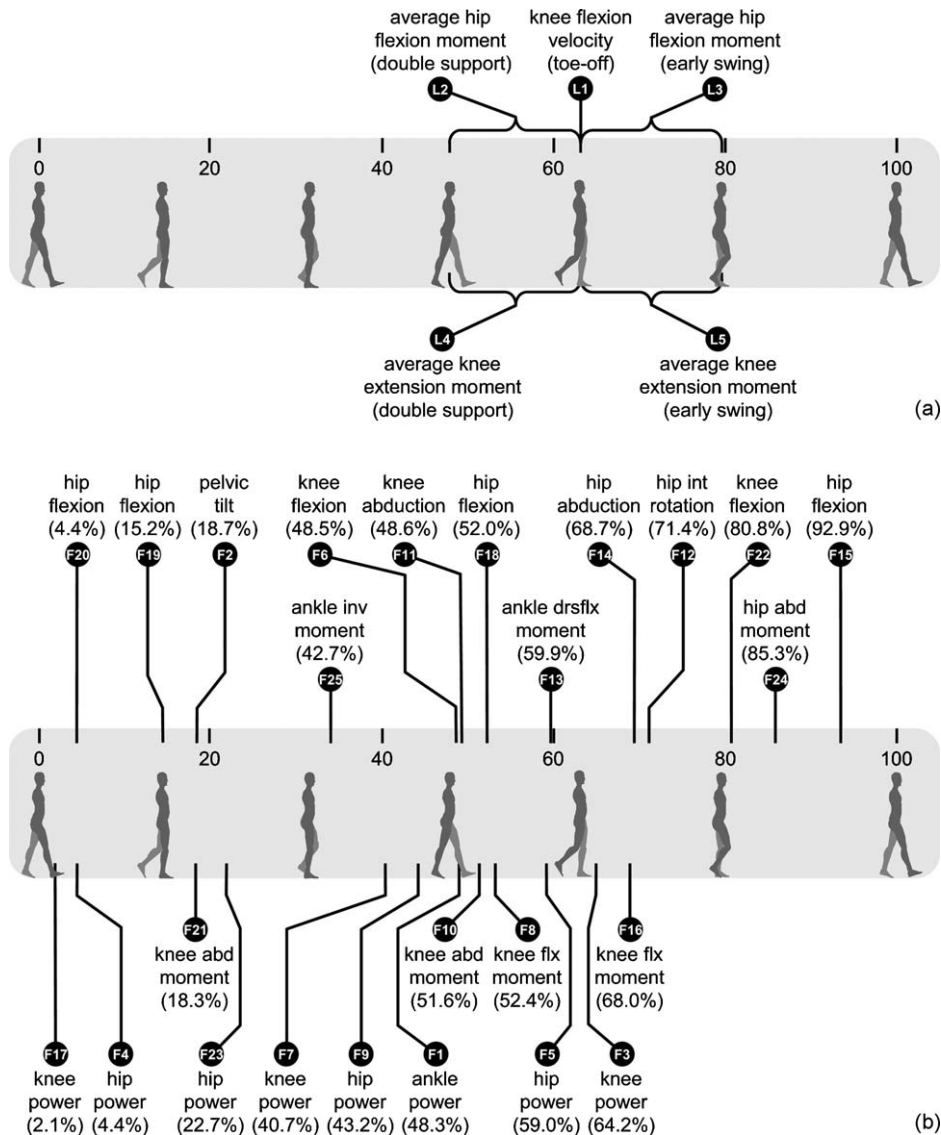 average hip
flexion moment
(double support)
knee flexion
velocity
(toe-off)
average hip
flexion moment
(early swing)
L2
L1
L3
0
20
40
60
80
100
L4
L5
average knee
extension moment
(double support)
average knee
extension moment
(early swing)
(a)
hip
flexion
(4.4%)
F20
hip
flexion
(15.2%)
F19
pelvic
tilt
(18.7%)
F2
knee
flexion
(48.5%)
F6
knee
abduction
(48.6%)
F11
hip
flexion
(52.0%)
F18
hip
abduction
(68.7%)
F14
hip int
rotation
(71.4%)
F12
knee
flexion
(80.8%)
F22
hip
flexion
(92.9%)
F15
ankle inv
moment
(42.7%)
F25
ankle drsflx
moment
(59.9%)
F13
hip abd
moment
(85.3%)
F24
0
20
40
60
80
100
F21
knee abd
moment
(18.3%)
F10
knee abd
moment
(51.6%)
F8
knee flx
moment
(52.4%)
F16
knee flx
moment
(68.0%)
F17
knee
power
(2.1%)
F4
hip
power
(4.4%)
F23
hip
power
(22.7%)
F7
knee
power
(40.7%)
F9
hip
power
(43.2%)
F1
ankle
power
(48.3%)
F5
hip
power
(59.0%)
F3
knee
power
(64.2%)
(b)